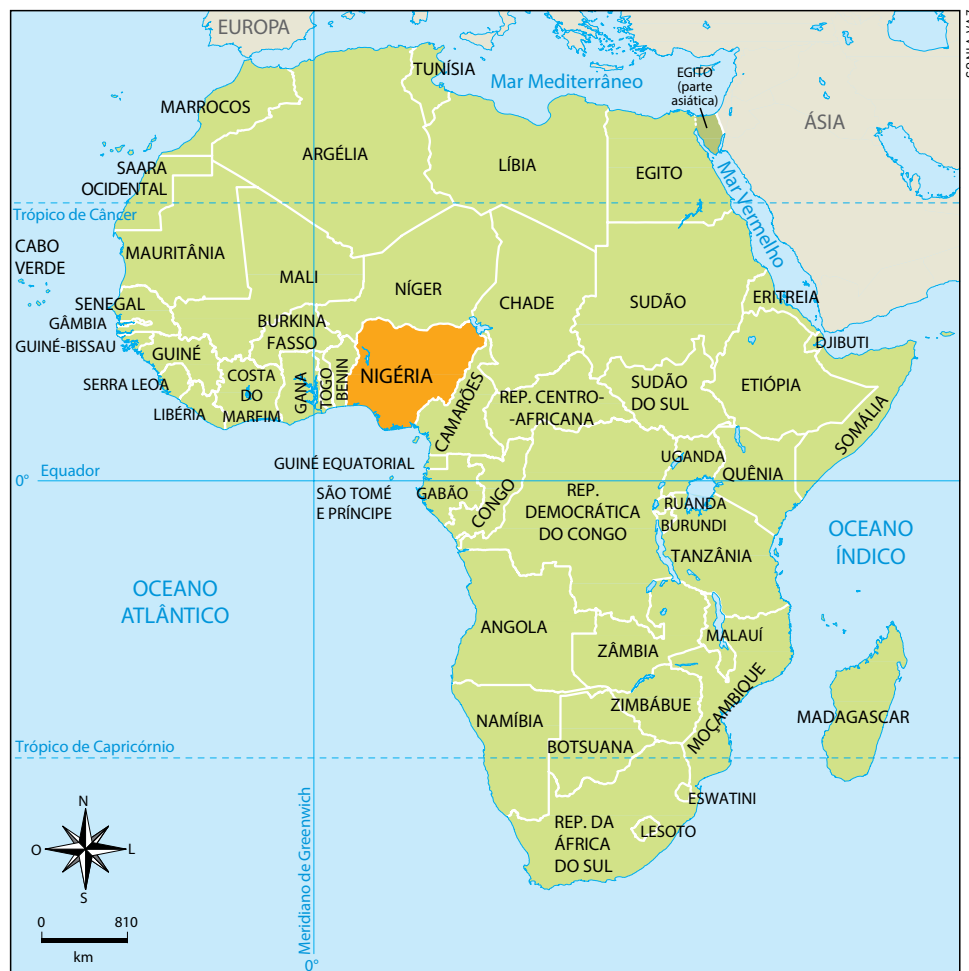 EUROPA
TUNÍSIA
Mar Mediterrâneo
EGITO
(parte
asiática)
ÁSIA
MARROCOS
ARGÉLIA
LÍBIA
EGITO
SAARA
OCIDENTAL
Mar Vermelho
Trópico de Câncer
CABO
VERDE
MAURITÂNIA
MALI
NÍGER
CHADE
SUDÃO
ERITREIA
SENEGAL
GÂMBIA
GUINÉ-BISSAU
BURKINA
FASSO
DJIBUTI
GUINÉ
SERRA LEOA
LIBÉRIA
COSTA
DO
MARFIM
GANA
TOGO
BENIN
NIGÉRIA
CAMARÕES
REP. CENTRO-
-AFRICANA
SUDÃO
DO SUL
ETIÓPIA
SOMÁLIA
GUINÉ EQUATORIAL
UGANDA
QUÊNIA
0°
Equador
SÃO TOMÉ
E PRÍNCIPE
GABÃO
CONGO
REP.
DEMOCRÁTICA
DO CONGO
RUANDA
BURUNDI
TANZÂNIA
OCEANO
ÍNDICO
OCEANO
ATLÂNTICO
ANGOLA
ZÂMBIA
MALAUÍ
MOÇAMBIQUE
ZIMBÁBUE
NAMÍBIA
BOTSUANA
MADAGASCAR
Trópico de Capricórnio
ESWATINI
LESOTO
REP. DA
ÁFRICA
DO SUL
Meridiano de Greenwich
0°
N
O
L
S
0 810
km